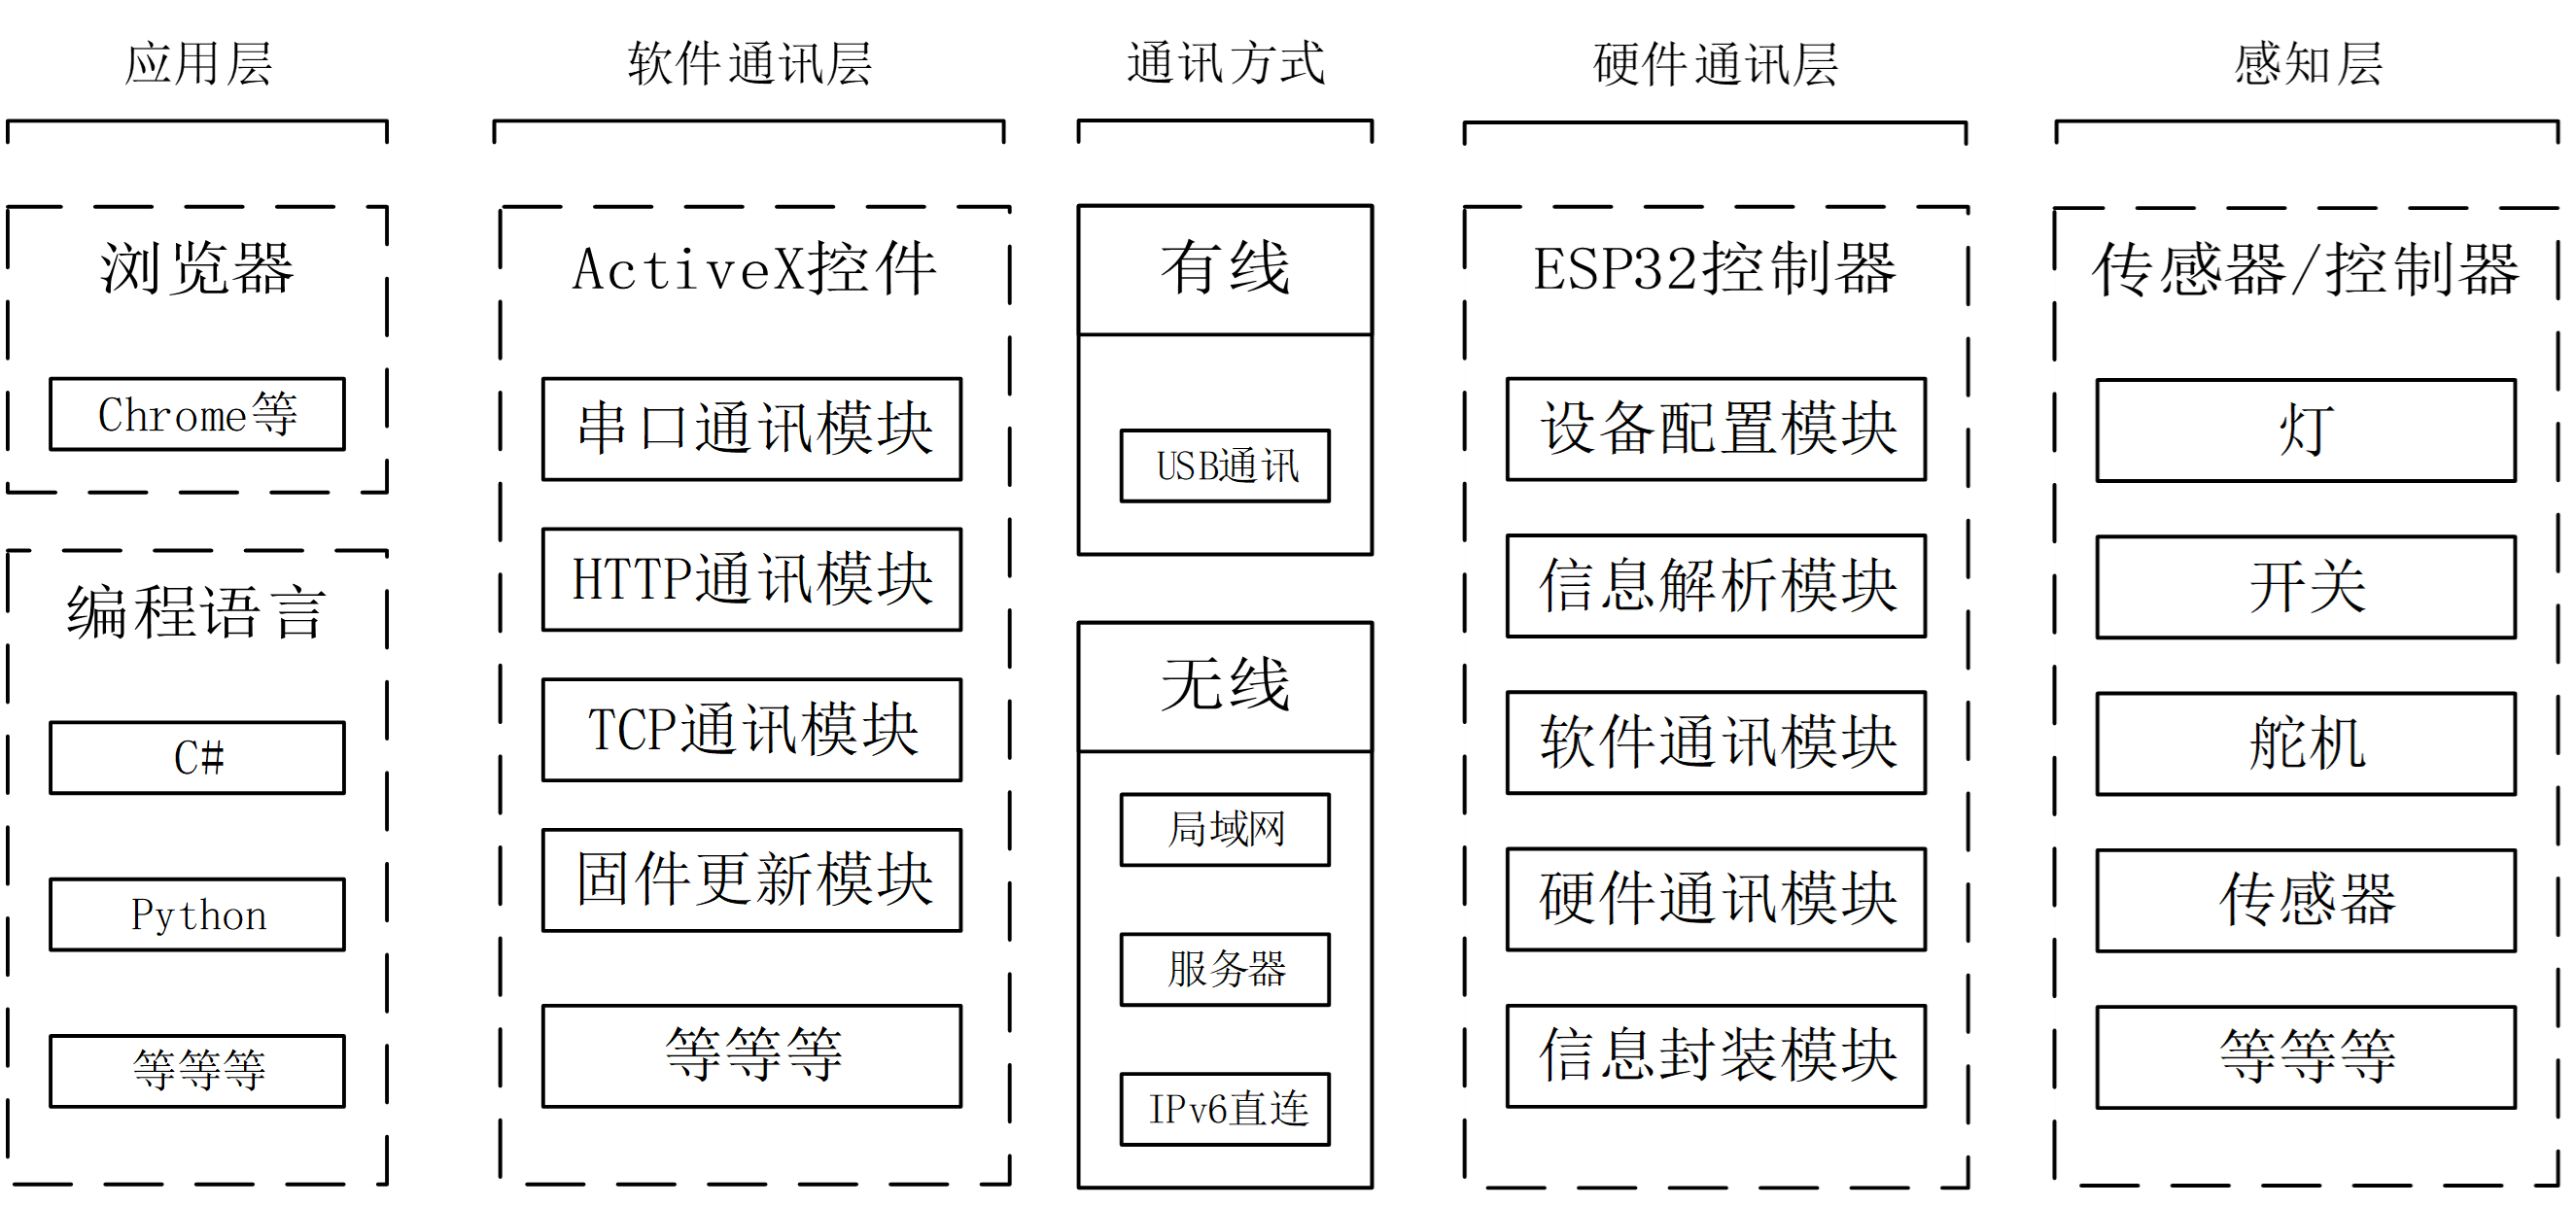 应用层
软件通讯层
通讯方式
硬件通讯层
感知层
浏览器
Chrome等
编程语言
C#
Python
等等等
ActiveX控件
串口通讯模块
HTTP通讯模块
TCP通讯模块
固件更新模块
等等等
有线
USB通讯
无线
局域网
服务器
IPv6直连
ESP32控制器
设备配置模块
信息解析模块
软件通讯模块
硬件通讯模块
信息封装模块
传感器/控制器
灯
开关
舵机
传感器
等等等